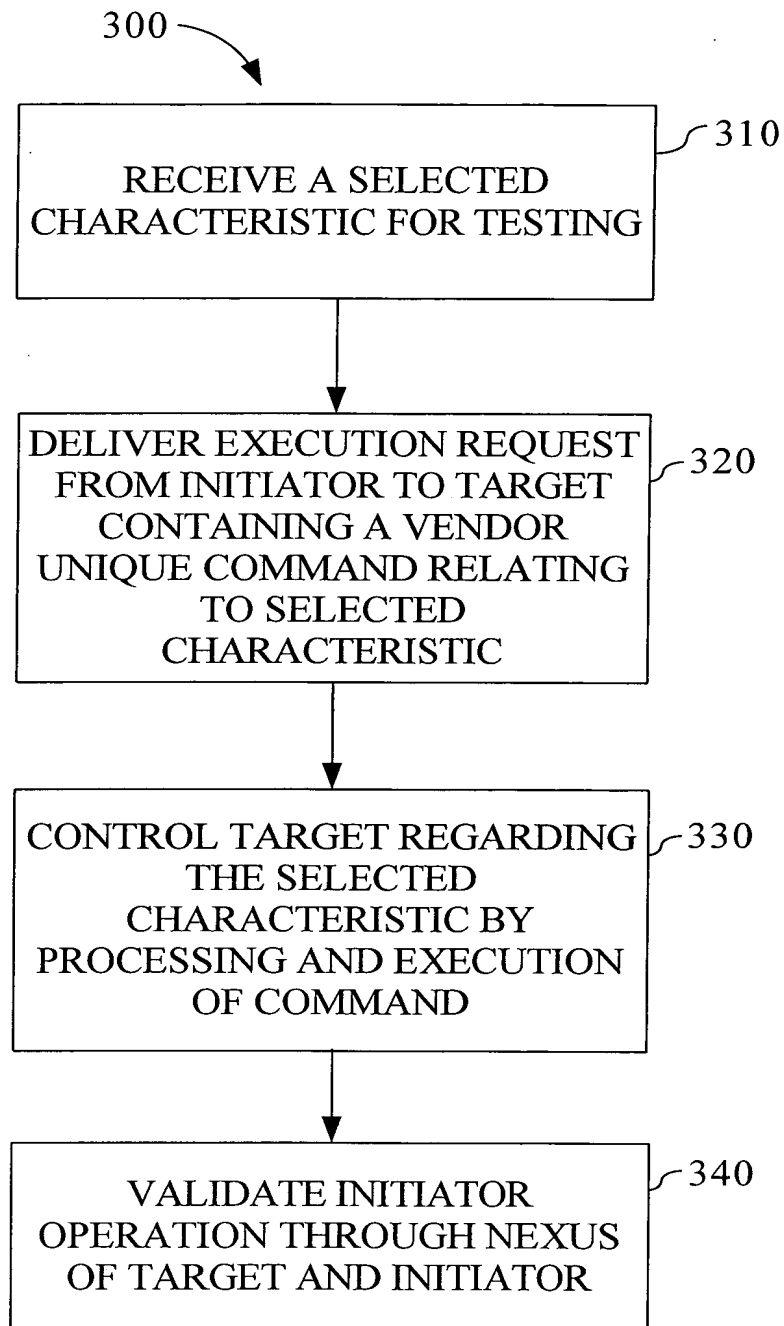 300
310
RECEIVE A SELECTED
CHARACTERISTIC FOR TESTING
320
DELIVER EXECUTION REQUEST
FROM INITIATOR TO TARGET
CONTAINING A VENDOR
UNIQUE COMMAND RELATING
TO SELECTED
CHARACTERISTIC
330
CONTROL TARGET REGARDING
THE SELECTED
CHARACTERISTIC BY
PROCESSING AND EXECUTION
OF COMMAND
340
VALIDATE INITIATOR
OPERATION THROUGH NEXUS
OF TARGET AND INITIATOR